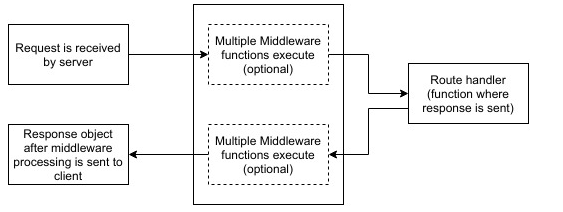 Request is received
by server
Multiple Middleware
functions execute
(optional)
Route handler
(function where
response is sent)
Response object
after middleware
processing is sent to
client
Multiple Middleware
functions execute
(optional)